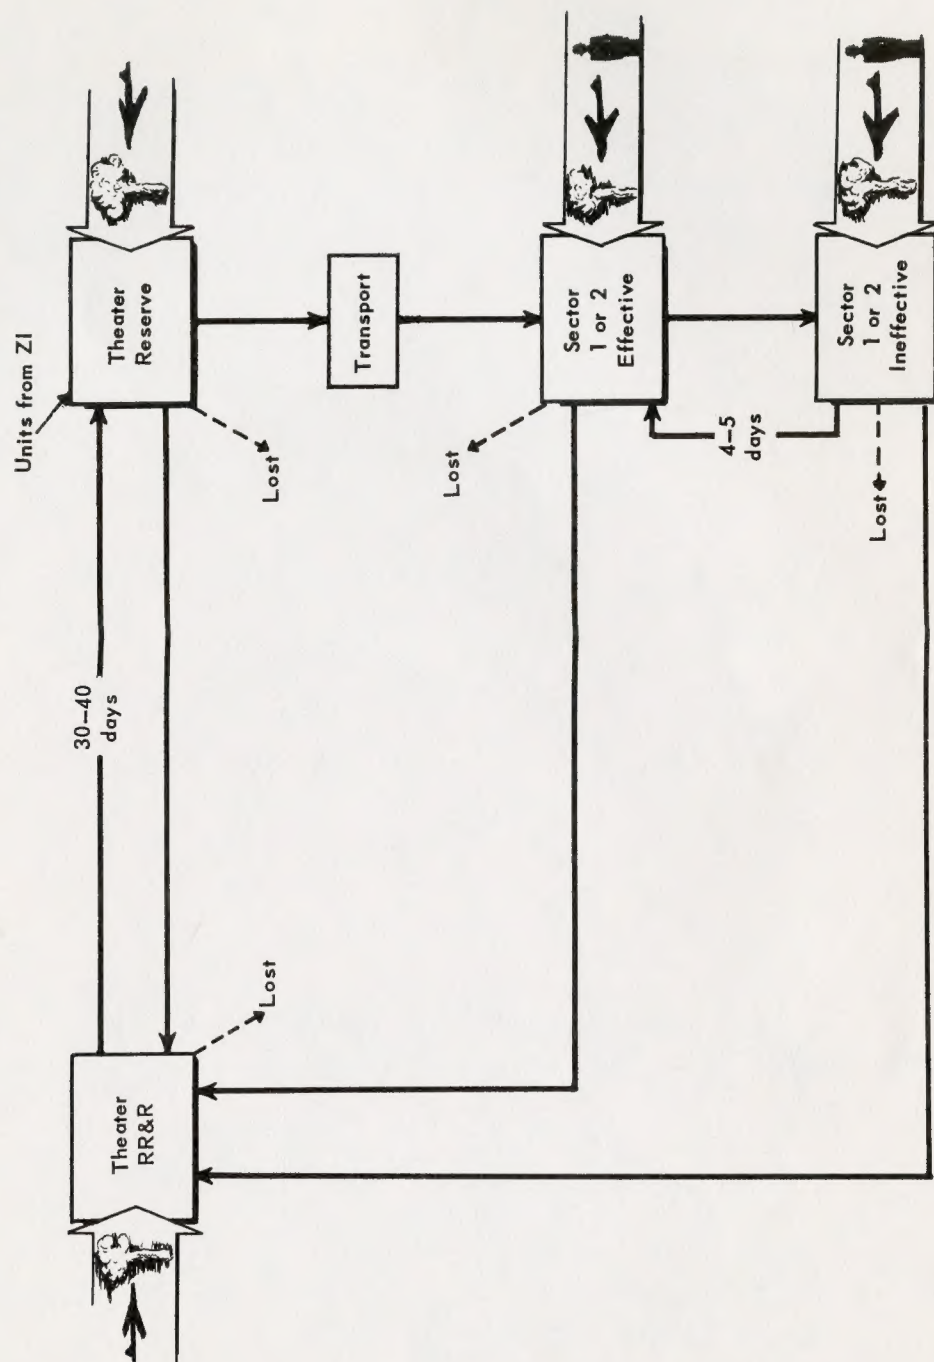 Units from ZI
Theater
Reserve
Lost
30–40
days
Theater
RR&R
Lost
Transport
Sector
1 or 2
Effective
Lost
4–5
days
Sector
1 or 2
Ineffective
Lost